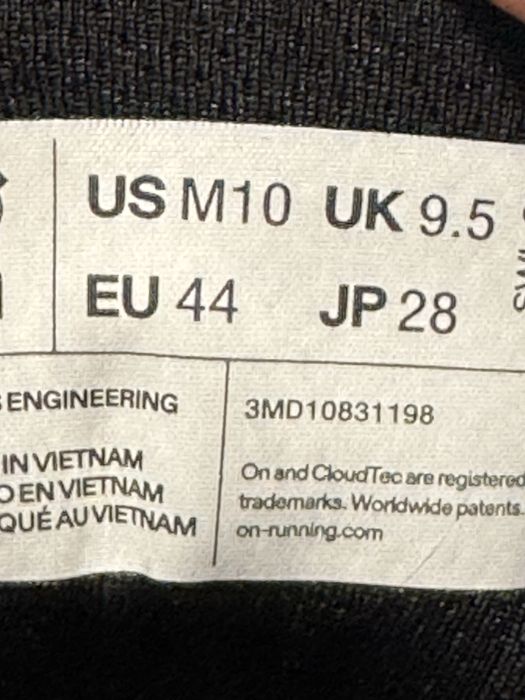 US M10 UK 9.5
EU 44 JP 28
ENGINEERING
IN VIETNAM
EN VIETNAM
AU VIETNAM
3MD10831198
On and CloudTec are registered
trademarks. Worldwide patents.
on-running.com